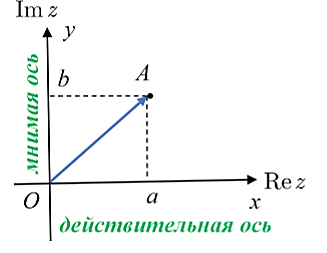 Im z
y
мнимая ось
b
A
O
a
Re z
x
действительная ось